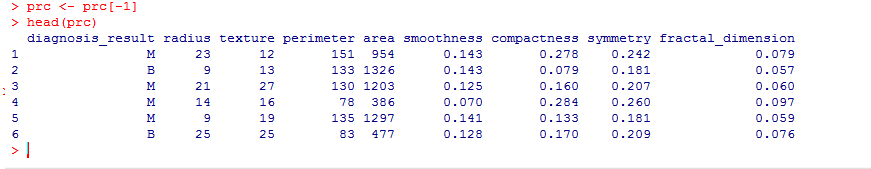 > prc <- prc[-1]
> head(prc)
diagnosis_result radius texture perimeter area smoothness compactness symmetry fractal_dimension
1 M 23 12 151 954 0.143 0.278 0.242 0.079
2 B 9 13 133 1326 0.143 0.079 0.181 0.057
3 M 21 27 130 1203 0.125 0.160 0.207 0.060
4 M 14 16 78 386 0.070 0.284 0.260 0.097
5 M 9 19 135 1297 0.141 0.133 0.181 0.059
6 B 25 25 83 477 0.128 0.170 0.209 0.076
>